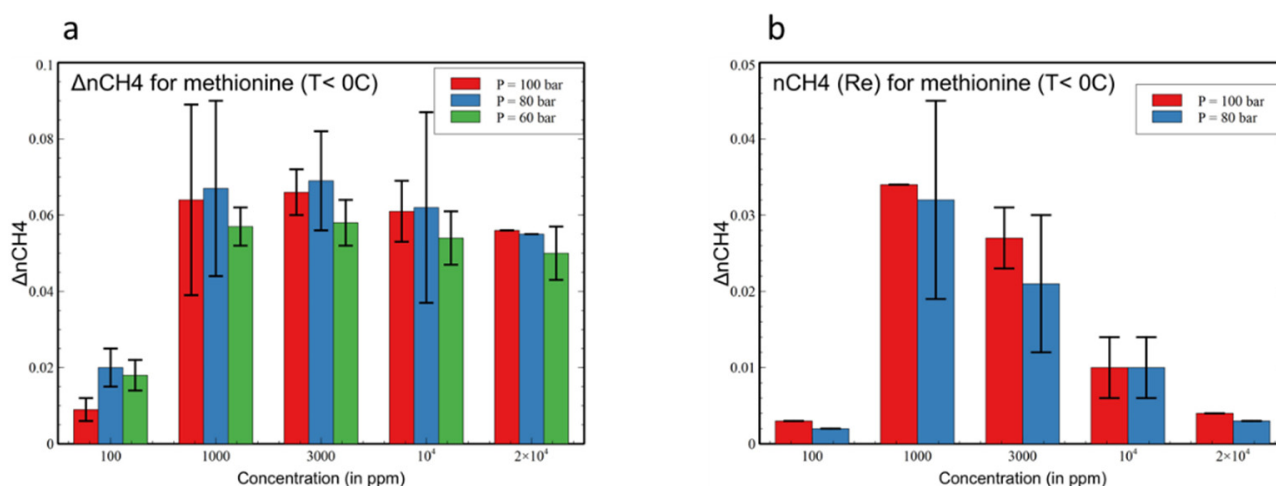 a
ΔnCH4 for methionine (T< 0C)
P = 100 bar
P = 80 bar
P = 60 bar
0.1
0.08
0.06
0.04
0.02
0
ΔnCH4
100 1000 3000 10⁴ 2×10⁴
Concentration (in ppm)
b
nCH4 (Re) for methionine (T< 0C)
P = 100 bar
P = 80 bar
0.05
0.04
0.03
0.02
0.01
0
ΔnCH4
100 1000 3000 10⁴ 2×10⁴
Concentration (in ppm)